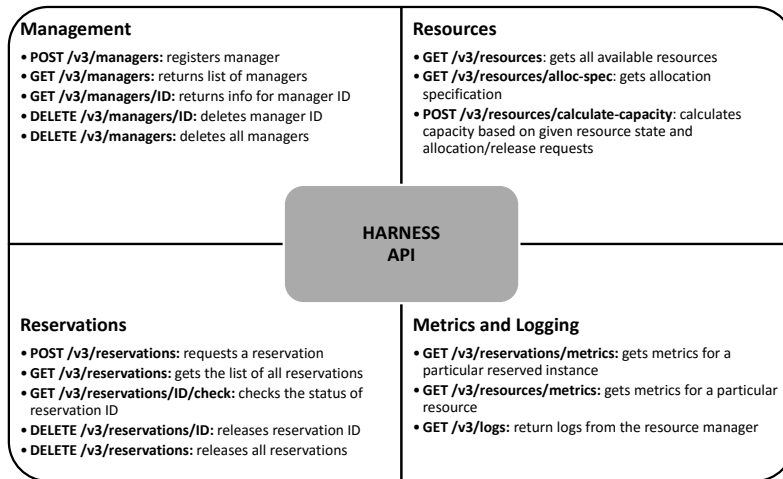 Management
• POST /v3/managers: registers manager
• GET /v3/managers: returns list of managers
• GET /v3/managers/ID: returns info for manager ID
• DELETE /v3/managers/ID: deletes manager ID
• DELETE /v3/managers: deletes all managers
Resources
• GET /v3/resources: gets all available resources
• GET /v3/resources/alloc-spec: gets allocation
specification
• POST /v3/resources/calculate-capacity: calculates
capacity based on given resource state and
allocation/release requests
HARNESS
API
Reservations
• POST /v3/reservations: requests a reservation
• GET /v3/reservations: gets the list of all reservations
• GET /v3/reservations/ID/check: checks the status of
reservation ID
• DELETE /v3/reservations/ID: releases reservation ID
• DELETE /v3/reservations: releases all reservations
Metrics and Logging
• GET /v3/reservations/metrics: gets metrics for a
particular reserved instance
• GET /v3/resources/metrics: gets metrics for a particular
resource
• GET /v3/logs: return logs from the resource manager